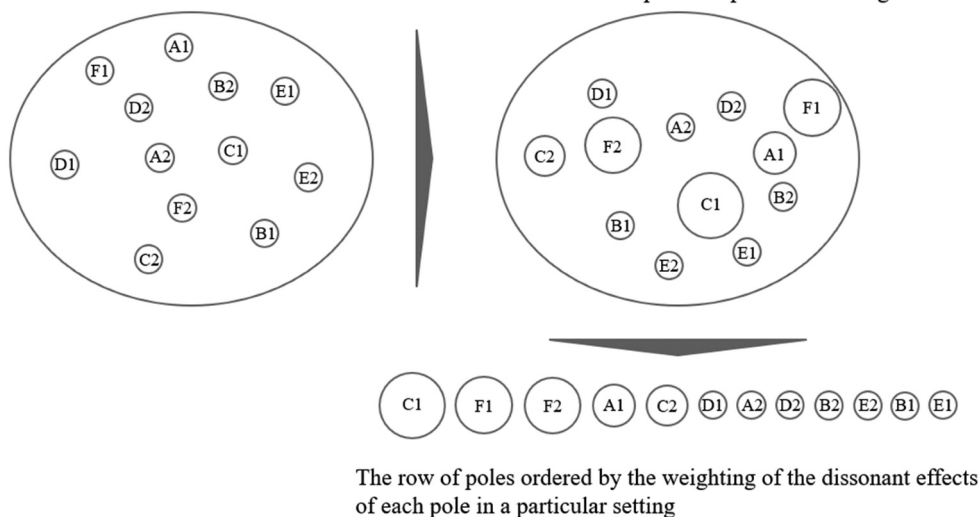 A1
F1
B2
E1
D2
C1
A2
D1
E2
F2
B1
C2
D1
D2
F1
A2
F2
A1
C2
B2
C1
B1
E1
E2
C1 F1 F2 A1 C2 D1 A2 D2 B2 E2 B1 E1
The row of poles ordered by the weighting of the dissonant effects
of each pole in a particular setting